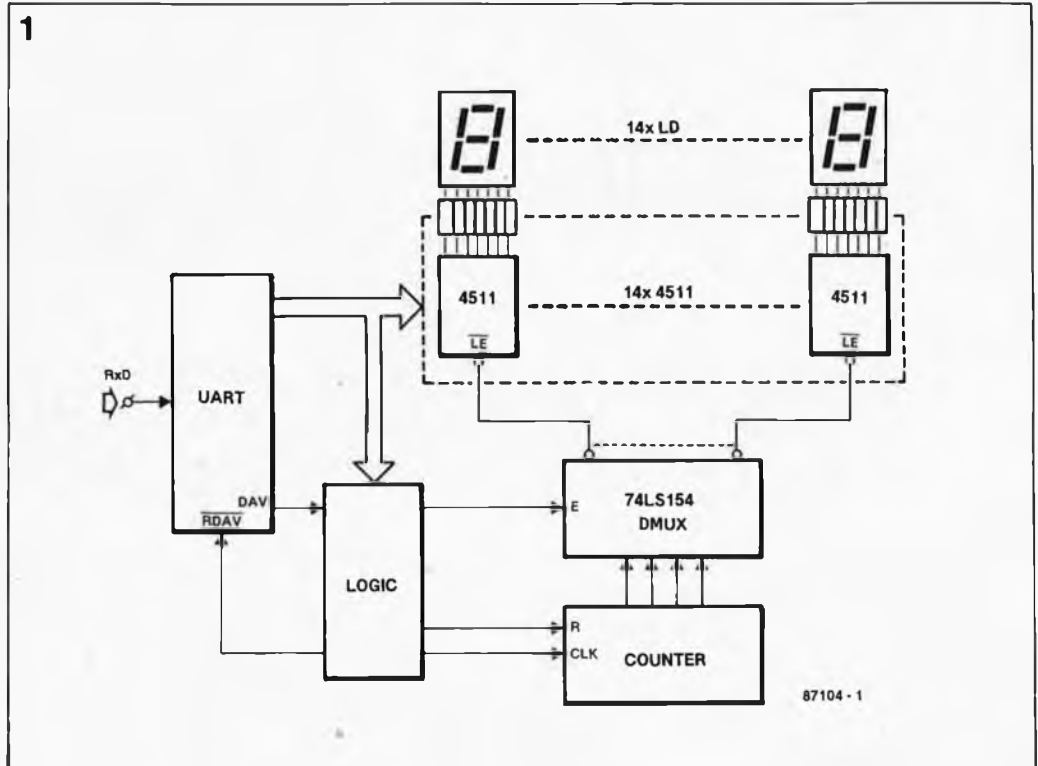 1
14x LD
4511
14x 4511
4511
LE
LE
RxD
UART
DAV
RDAV
74LS154
DMUX
E
LOGIC
R
CLK
COUNTER
87104 - 1